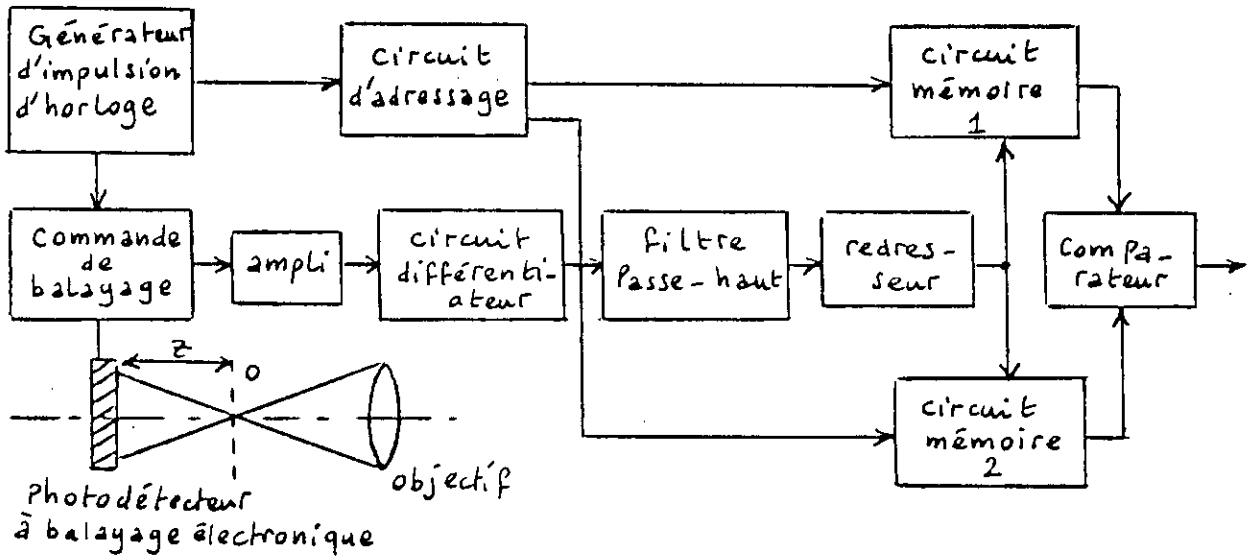 Générateur
d'impulsion
d'horloge
Circuit
d'adressage
Circuit
mémoire
1
Commande
de
balayage
ampli
circuit
différenti-
ateur
filtre
Passe-haut
redres-
seur
Compa-
rateur
Z
O
circuit
mémoire
2
objectif
Photodétecteur
à balayage électronique